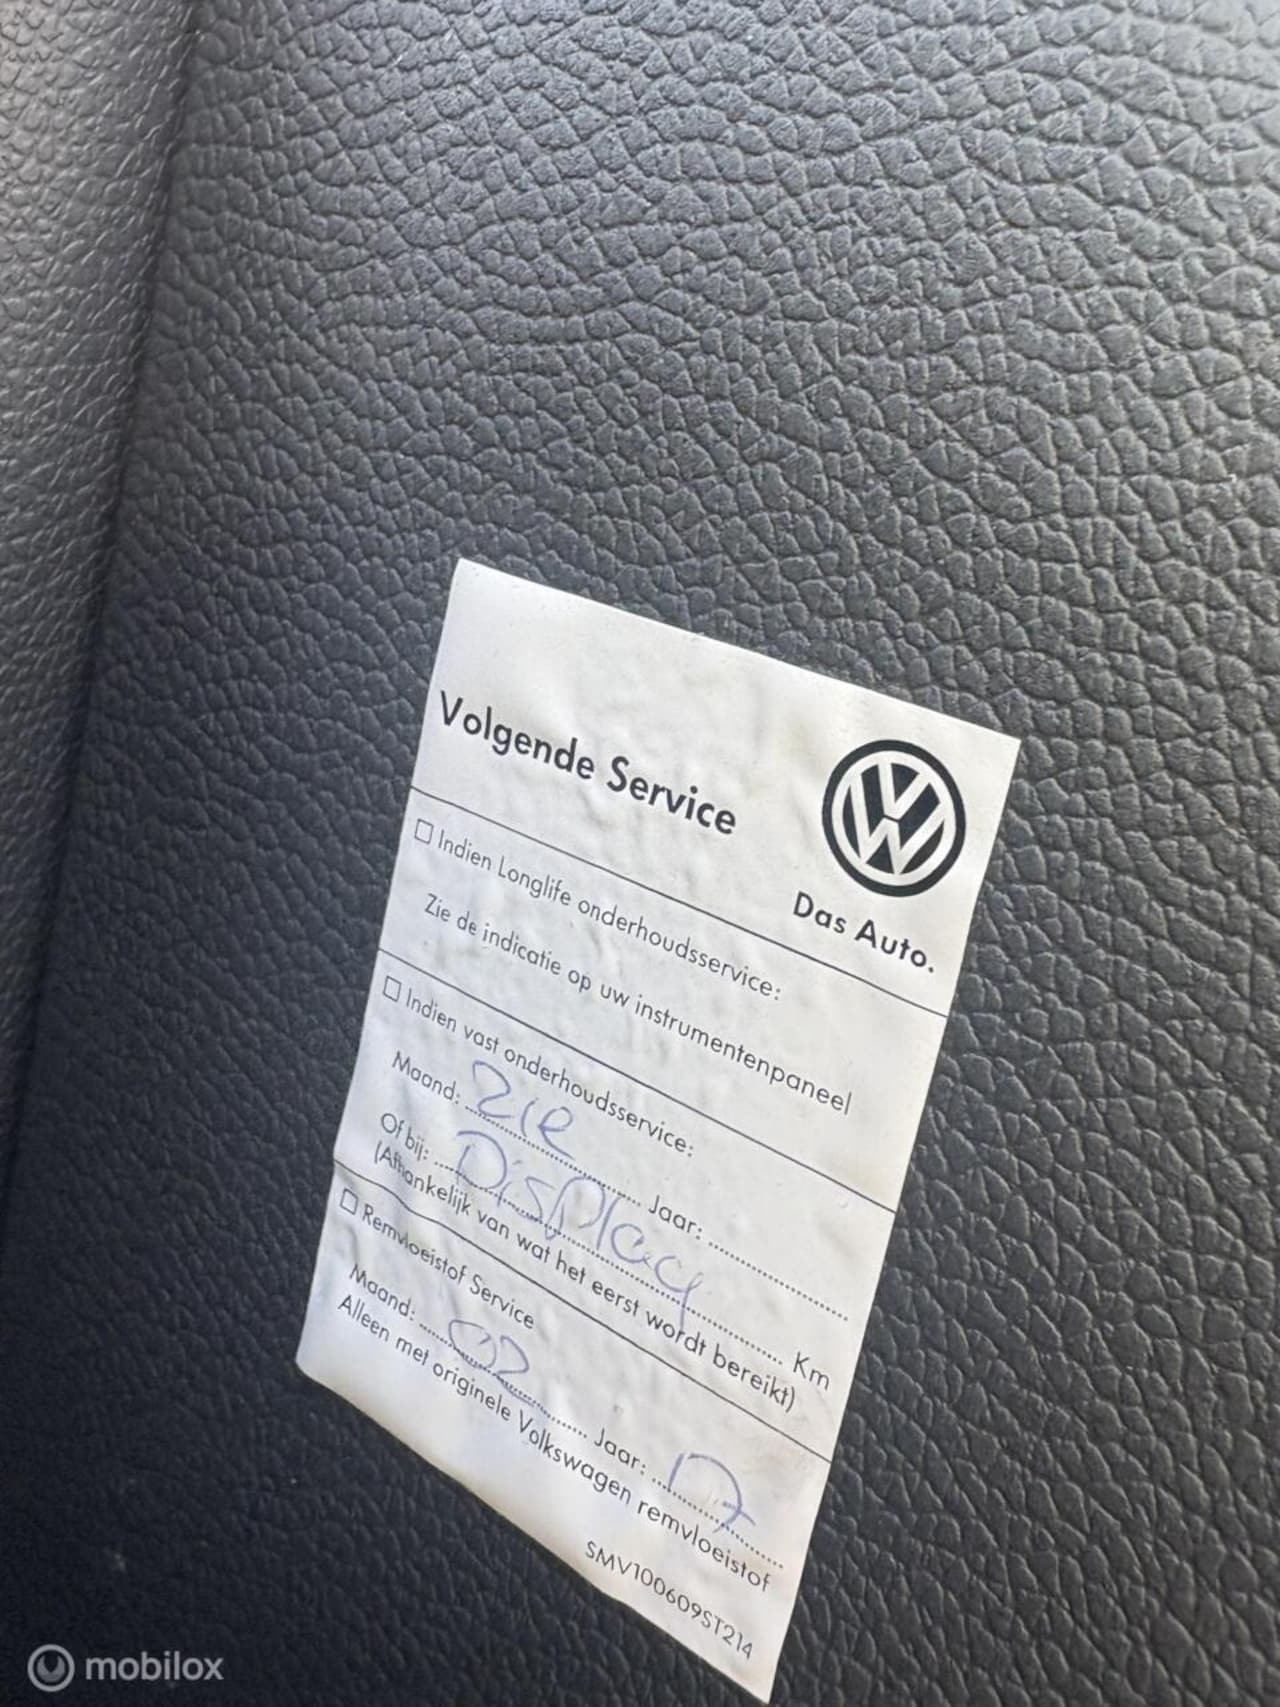 Volgende Service
Das Auto.
Indien Longlife onderhoudsservice:
Zie de indicatie op uw instrumentenpaneel
Indien vast onderhoudsservice:
Maand: zie Jaar:
Of bij: Display Km
(Afhankelijk van wat het eerst wordt bereikt)
Remvloeistof Service
Maand: 02 Jaar: 17
Alleen met originele Volkswagen remvloeistof
SMV100609ST214
mobilox